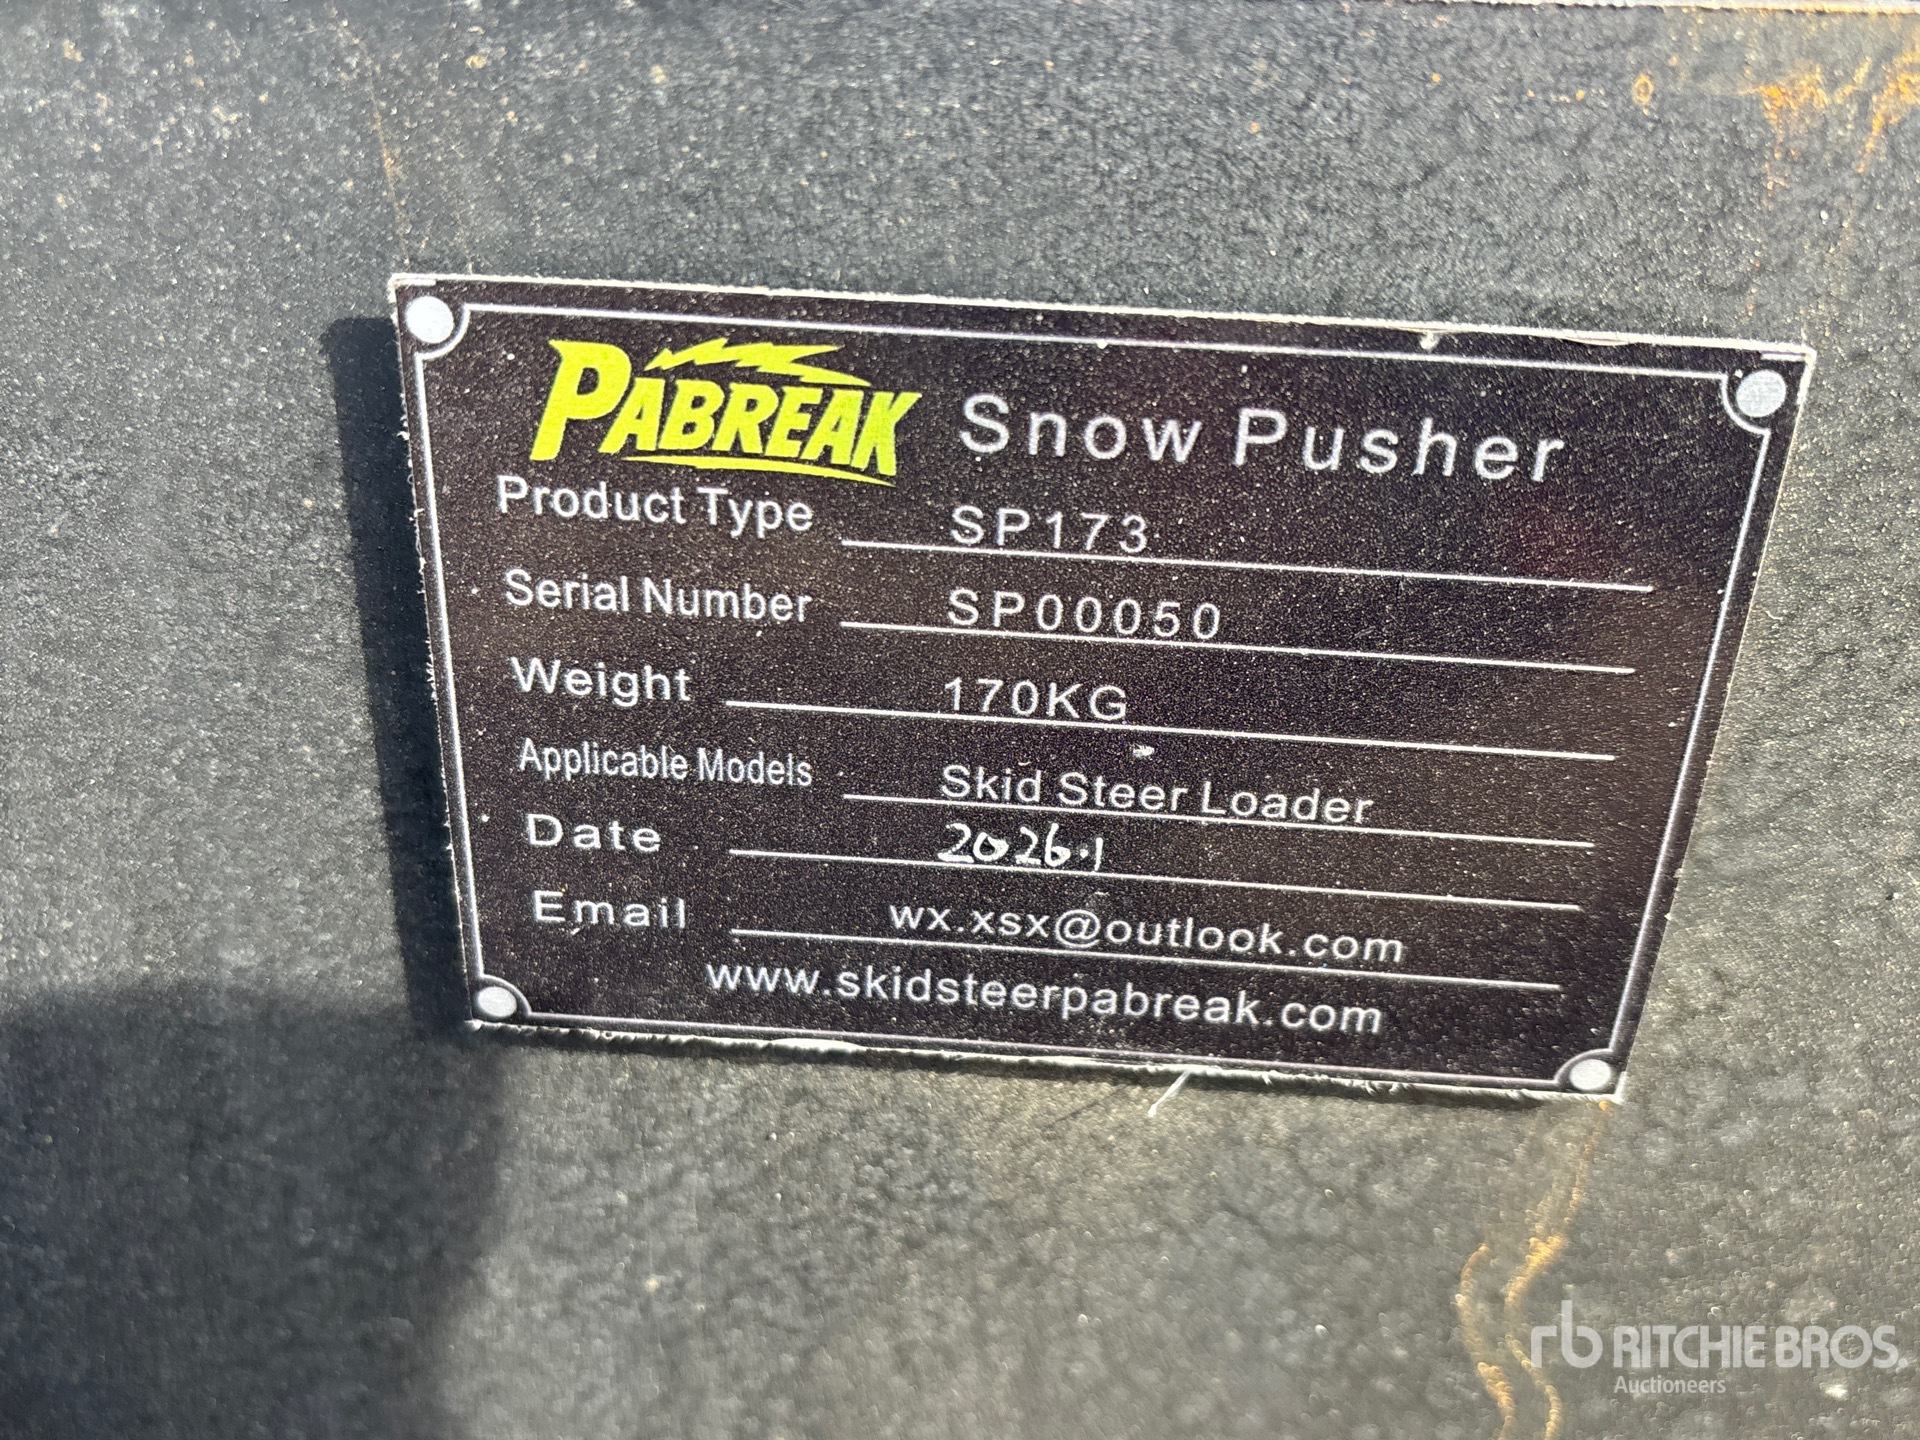 PABREAK Snow Pusher
Product Type SP173
Serial Number SP00050
Weight 170KG
Applicable Models Skid Steer Loader
Date 2026.1
Email wx.xsx@outlook.com
www.skidsteerpabreak.com
rb RITCHIE BROS.
Auctioneers